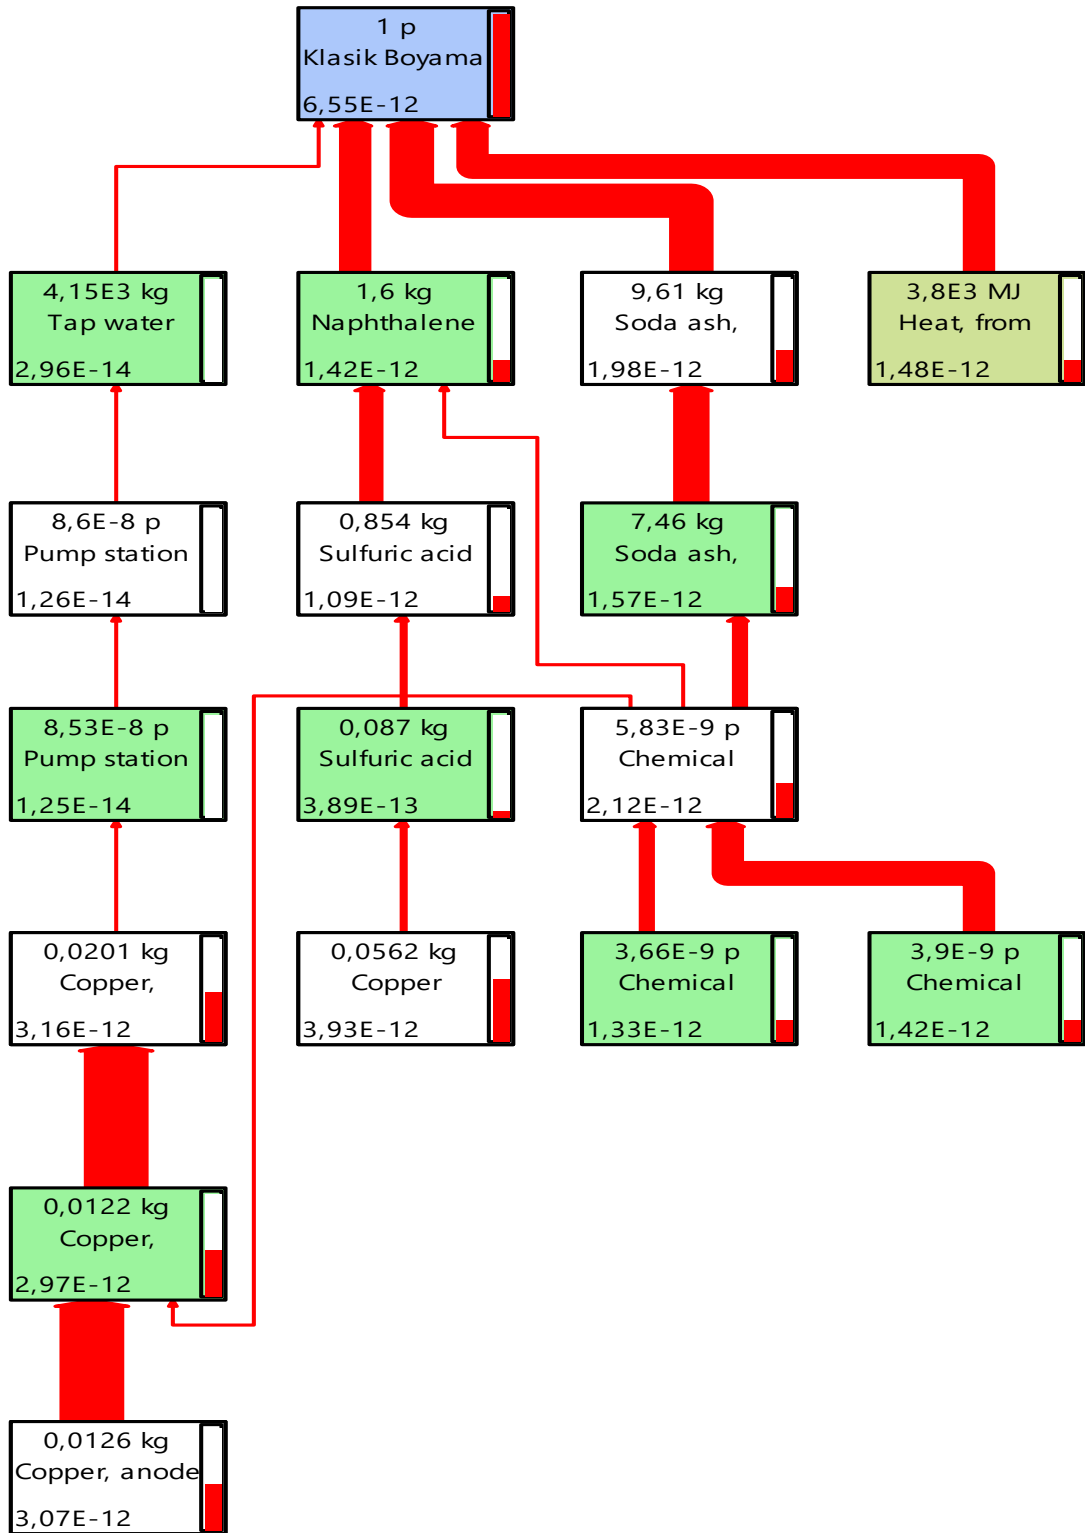 1 p
Klasik Boyama
6,55E-12
4,15E3 kg
Tap water
2,96E-14
1,6 kg
Naphthalene
1,42E-12
9,61 kg
Soda ash,
1,98E-12
3,8E3 MJ
Heat, from
1,48E-12
8,6E-8 p
Pump station
1,26E-14
0,854 kg
Sulfuric acid
1,09E-12
7,46 kg
Soda ash,
1,57E-12
8,53E-8 p
Pump station
1,25E-14
0,087 kg
Sulfuric acid
3,89E-13
5,83E-9 p
Chemical
2,12E-12
0,0201 kg
Copper,
3,16E-12
0,0562 kg
Copper
3,93E-12
3,66E-9 p
Chemical
1,33E-12
3,9E-9 p
Chemical
1,42E-12
0,0122 kg
Copper,
2,97E-12
0,0126 kg
Copper, anode
3,07E-12